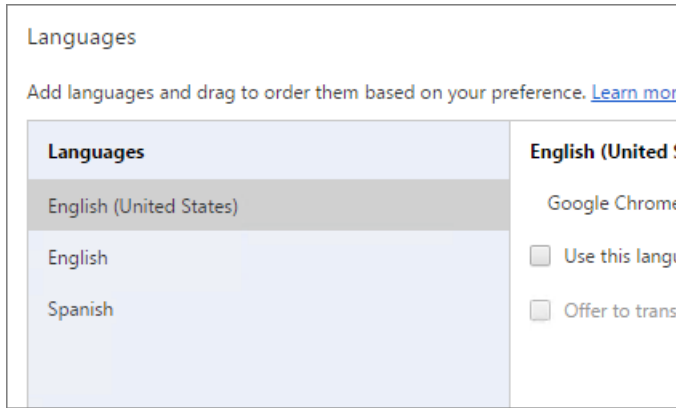 Languages
Add languages and drag to order them based on your preference. Learn mor
Languages
English (United States)
English
Spanish
English (United
Google Chrome
Use this langu
Offer to trans